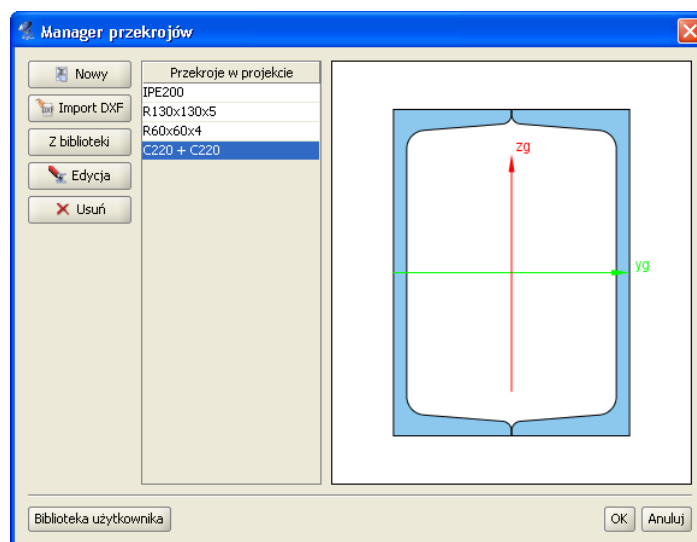 Manager przekrojów
Nowy
Import DXF
Z biblioteki
Edycja
Usuń
Przekroje w projekcie
IPE200
R130x130x5
R60x60x4
C220 + C220
zg
yg
Biblioteka użytkownika
OK
Anuluj